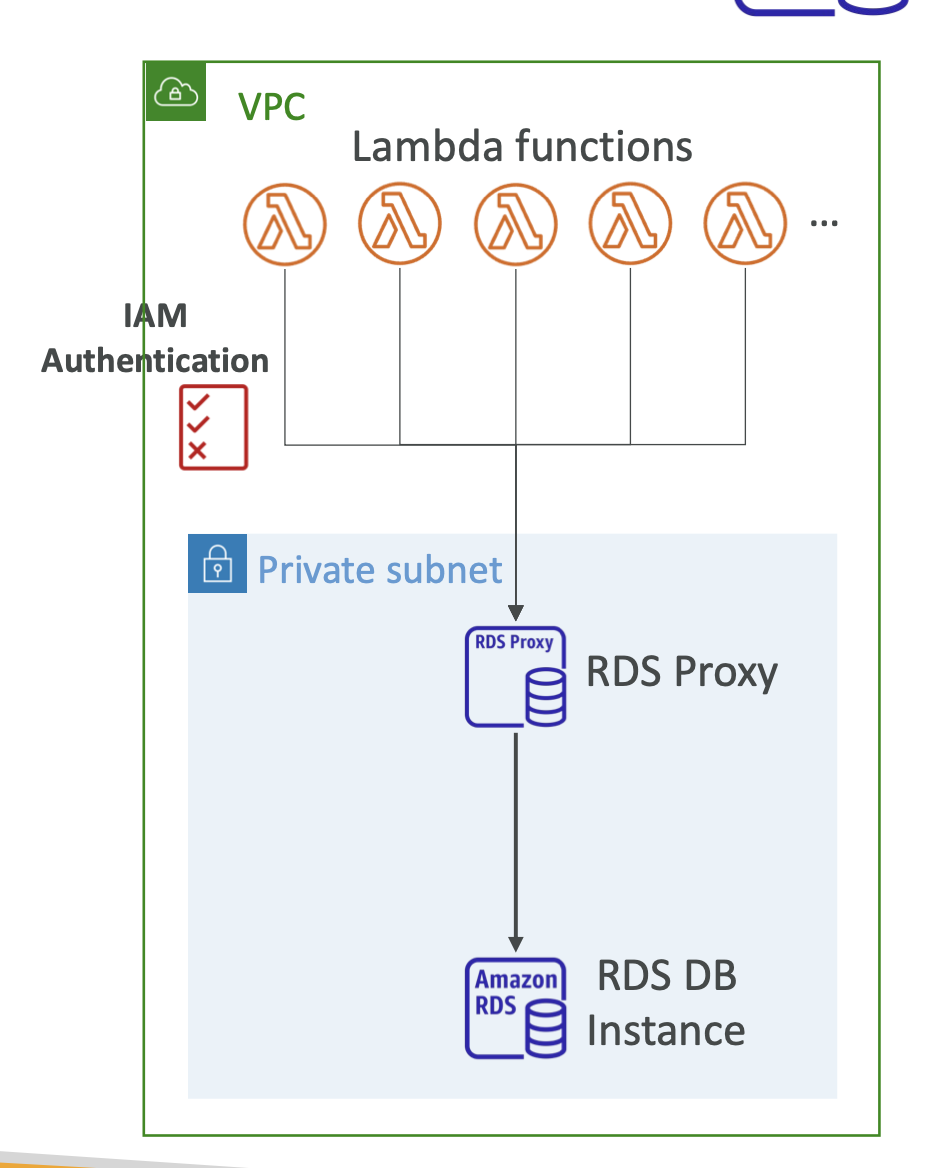 VPC
Lambda functions
...
IAM
Authentication
Private subnet
RDS Proxy
RDS Proxy
Amazon
RDS
RDS DB
Instance